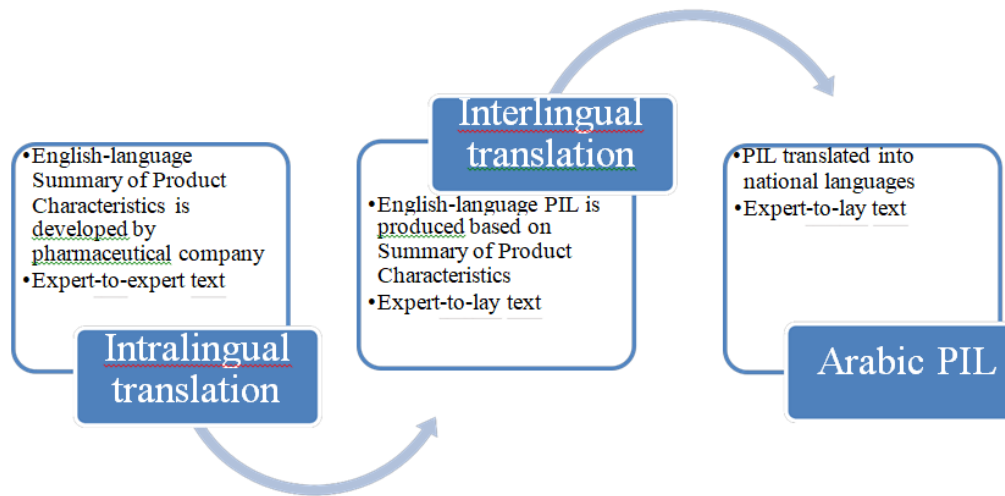 •English-language
Summary of Product
Characteristics is
developed by
pharmaceutical company
•Expert-to-expert text
Intralingual
translation
Interlingual
translation
•English-language PIL is
produced based on
Summary of Product
Characteristics
•Expert-to-lay text
•PIL translated into
national languages
•Expert-to-lay text
Arabic PIL